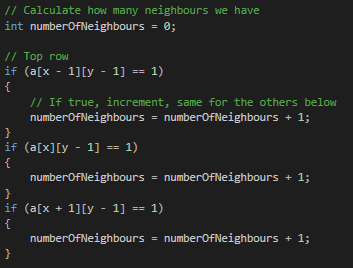 // Calculate how many neighbours we have
int numberOfNeighbours = 0;
// Top row
if (a[x - 1][y - 1] == 1)
{
// If true, increment, same for the others below
numberOfNeighbours = numberOfNeighbours + 1;
}
if (a[x][y - 1] == 1)
{
numberOfNeighbours = numberOfNeighbours + 1;
}
if (a[x + 1][y - 1] == 1)
{
numberOfNeighbours = numberOfNeighbours + 1;
}